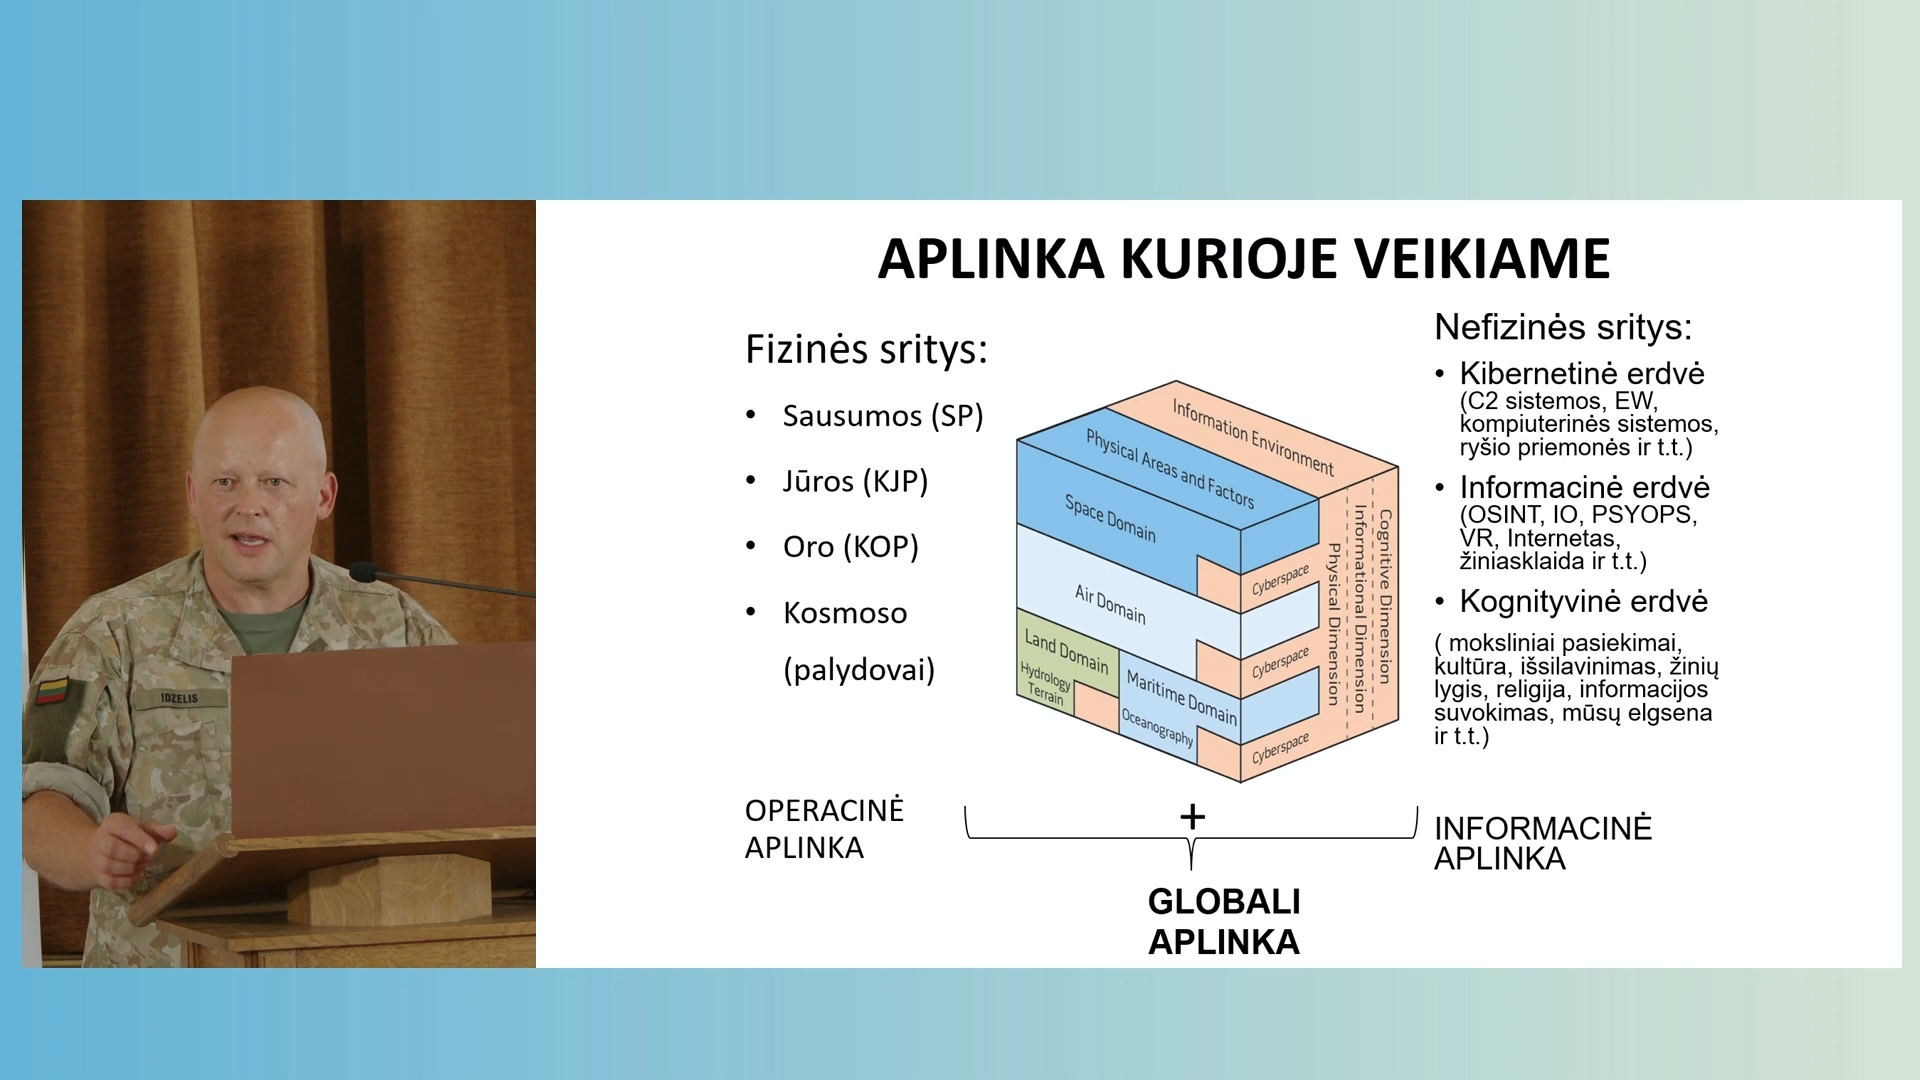 APLINKA KURIOJE VEIKIAME
Fizinės sritys:
• Sausumos (SP)
• Jūros (KJP)
• Oro (KOP)
• Kosmoso
(palydovai)
OPERACINĖ
APLINKA
Information Environment
Physical Areas and Factors
Space Domain
Air Domain
Land Domain
Hydrology
Terrain
Maritime Domain
Oceanography
Cyberspace
Cyberspace
Cyberspace
Physical Dimension
Informational Dimension
Cognitive Dimension
+
GLOBALI
APLINKA
Nefizinės sritys:
• Kibernetinė erdvė
(C2 sistemos, EW,
kompiuterinės sistemos,
ryšio priemonės ir t.t.)
• Informacinė erdvė
(OSINT, IO, PSYOPS,
VR, Internetas,
žiniasklaida ir t.t.)
• Kognityvinė erdvė
( moksliniai pasiekimai,
kultūra, išsilavinimas, žinių
lygis, religija, informacijos
suvokimas, mūsų elgsena
ir t.t.)
INFORMACINĖ
APLINKA
IDZELIS